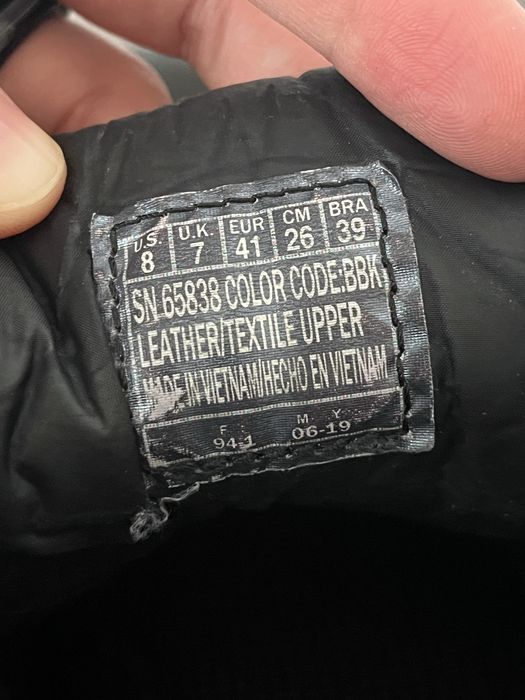 U.S. U.K EUR CM BRA
8 7 41 26 39
SN.65838 COLOR CODE:BBK
LEATHER/TEXTILE UPPER
MADE IN VIETNAM/HECHO EN VIETNAM
F M Y
94-1 06-19